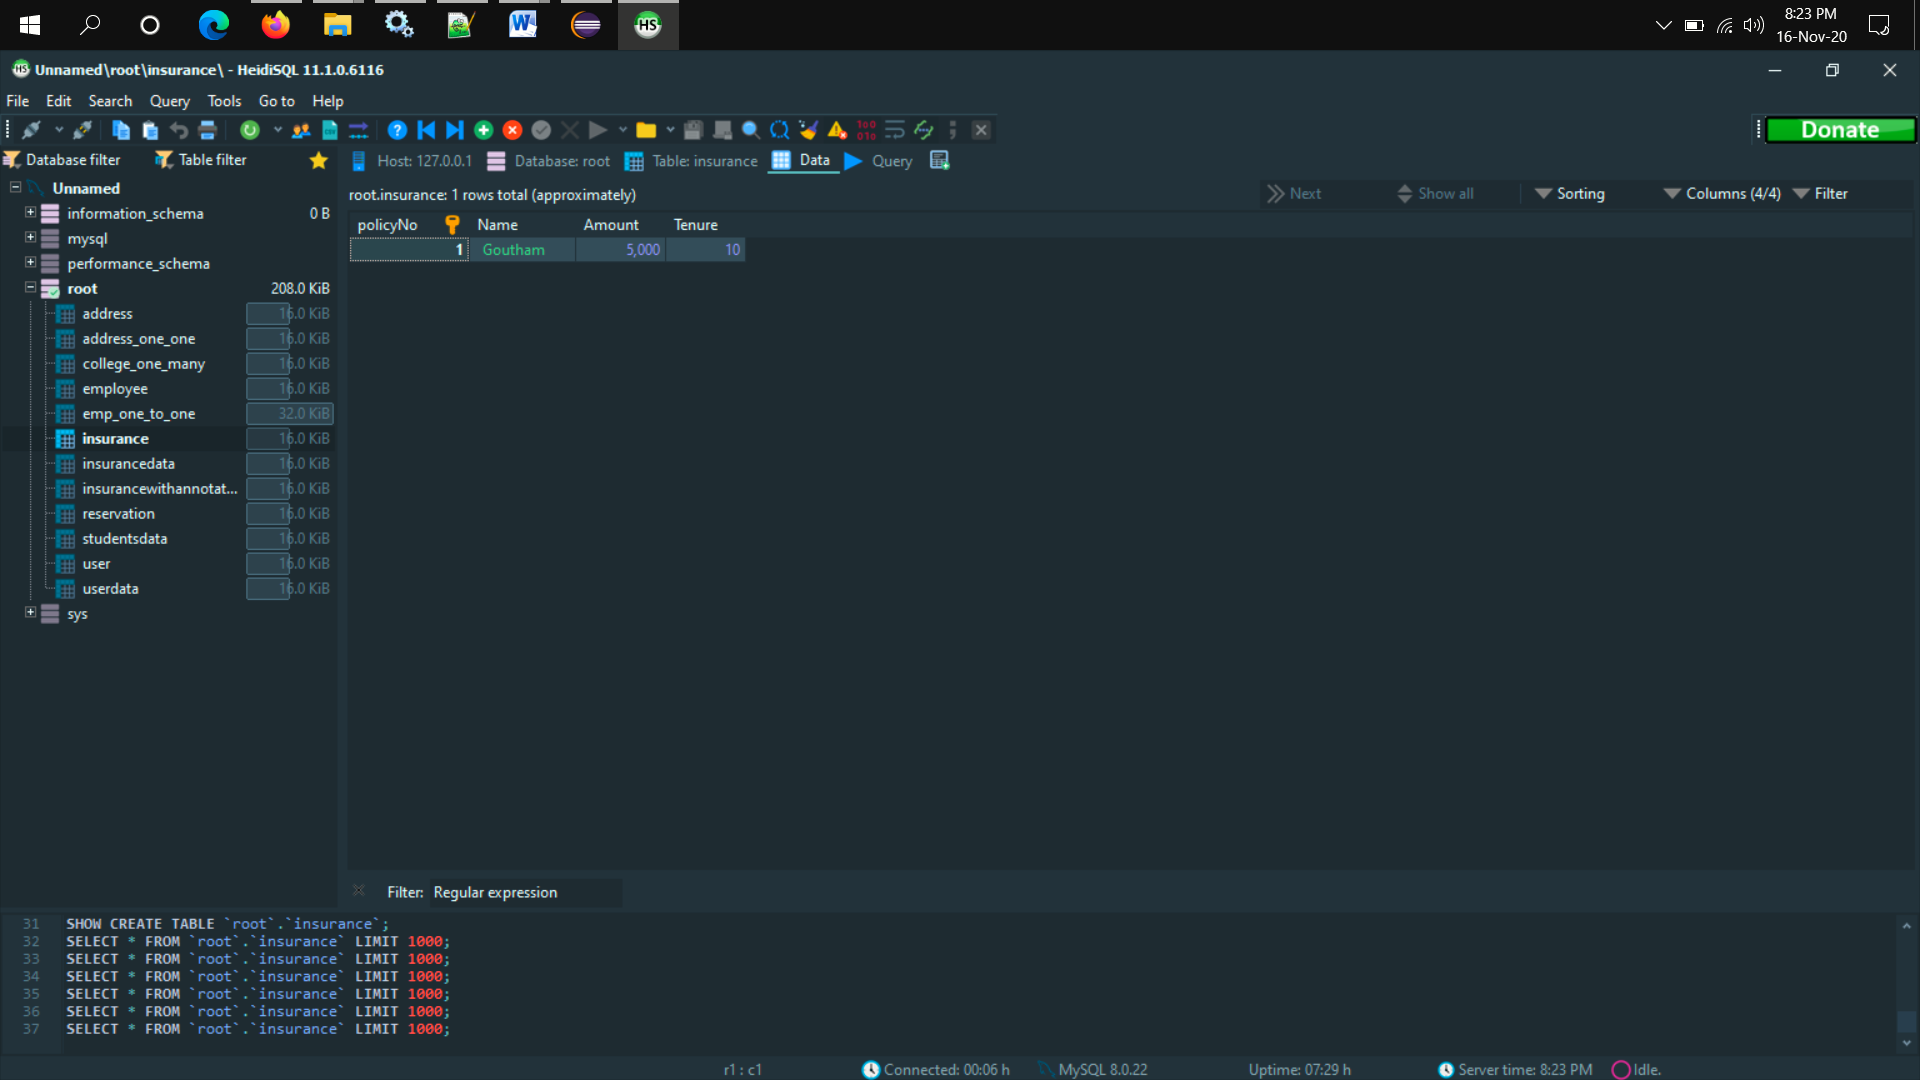 8:23 PM
16-Nov-20
Unnamed\root\insurance\ - HeidiSQL 11.1.0.6116
File Edit Search Query Tools Go to Help
Donate
Database filter Table filter Host: 127.0.0.1 Database: root Table: insurance Data Query
root.insurance: 1 rows total (approximately) Next Show all Sorting Columns (4/4) Filter
policyNo Name Amount Tenure
1 Goutham 5,000 10
Unnamed
information_schema 0 B
mysql
performance_schema
root 208.0 KiB
address 16.0 KiB
address_one_one 16.0 KiB
college_one_many 16.0 KiB
employee 16.0 KiB
emp_one_to_one 32.0 KiB
insurance 16.0 KiB
insurancedata 16.0 KiB
insurancewithannotat... 16.0 KiB
reservation 16.0 KiB
studentsdata 16.0 KiB
user 16.0 KiB
userdata 16.0 KiB
sys
Filter: Regular expression
31 SHOW CREATE TABLE `root`.`insurance`;
32 SELECT * FROM `root`.`insurance` LIMIT 1000;
33 SELECT * FROM `root`.`insurance` LIMIT 1000;
34 SELECT * FROM `root`.`insurance` LIMIT 1000;
35 SELECT * FROM `root`.`insurance` LIMIT 1000;
36 SELECT * FROM `root`.`insurance` LIMIT 1000;
37 SELECT * FROM `root`.`insurance` LIMIT 1000;
r1 : c1 Connected: 00:06 h MySQL 8.0.22 Uptime: 07:29 h Server time: 8:23 PM Idle.